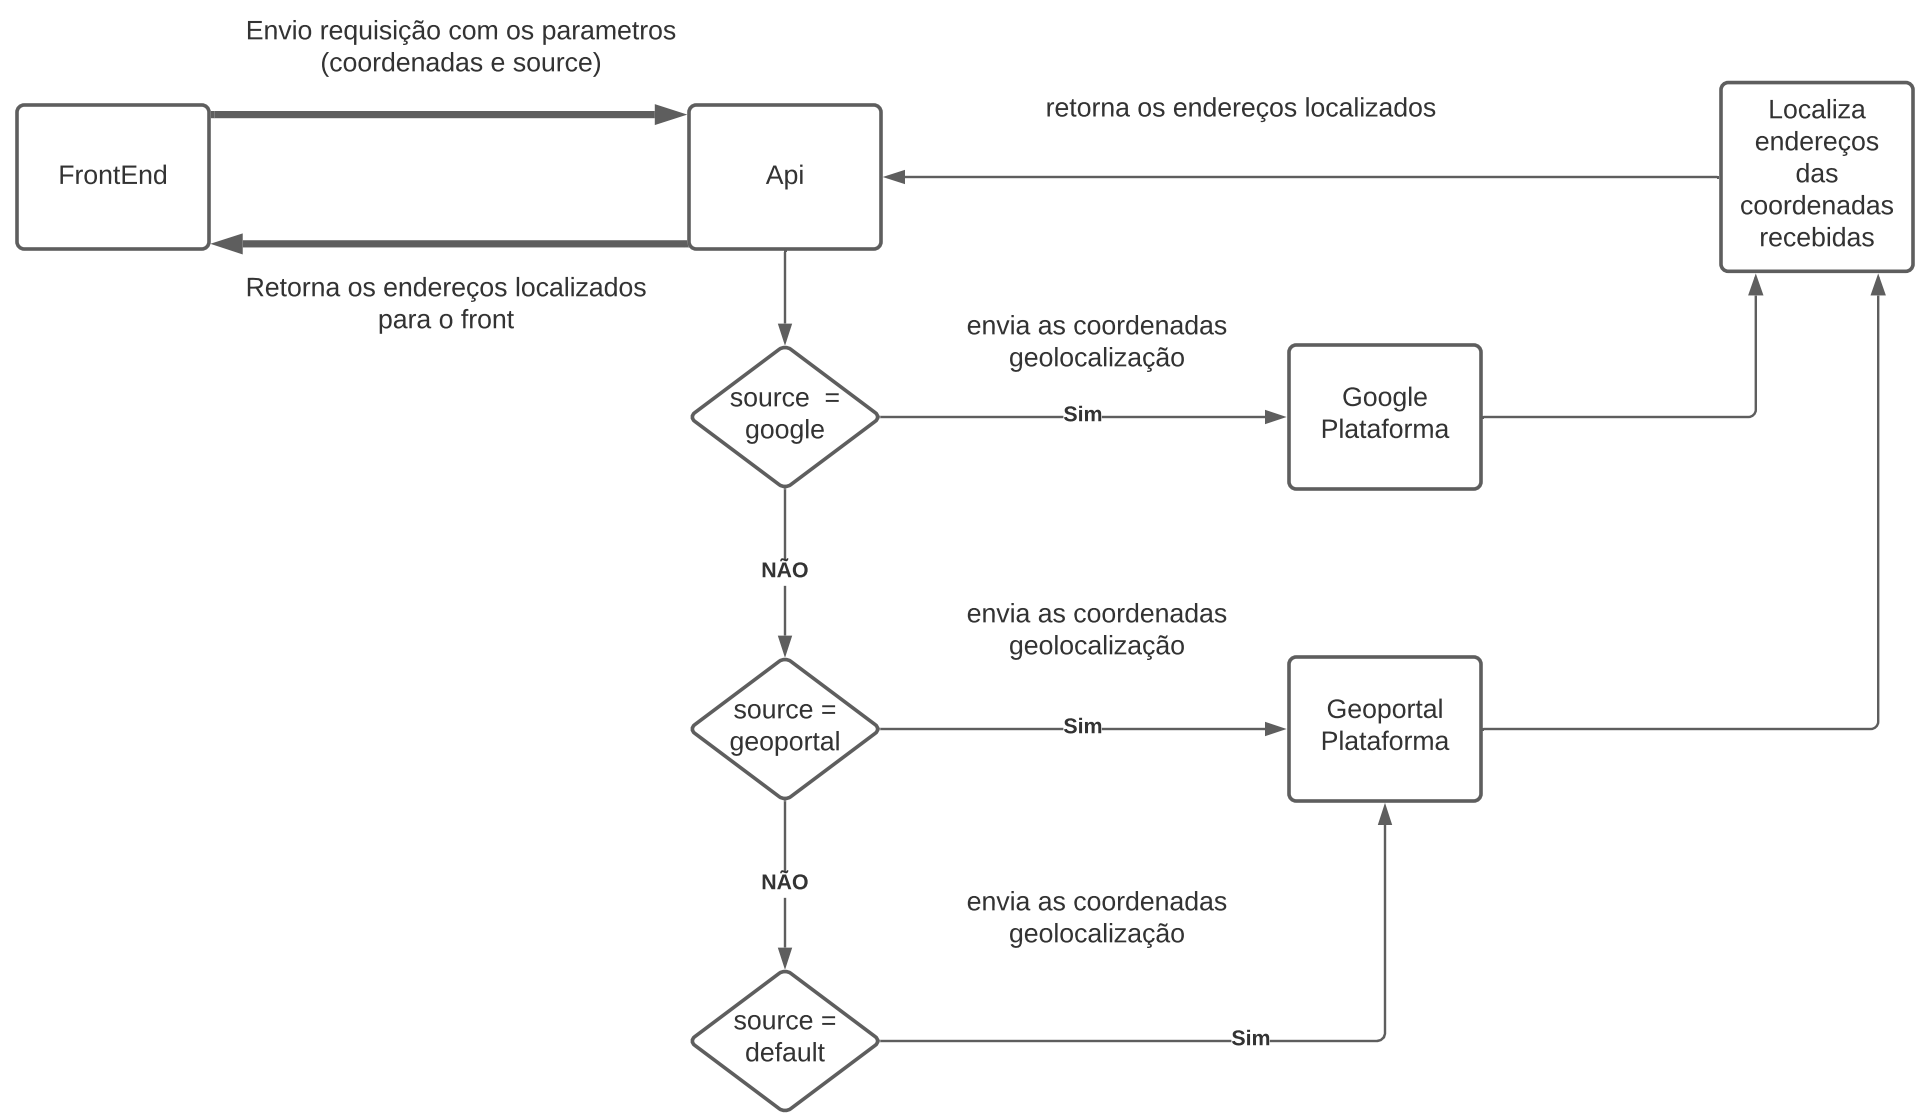 Envio requisição com os parametros
(coordenadas e source)
FrontEnd
Api
retorna os endereços localizados
Localiza
endereços
das
coordenadas
recebidas
Retorna os endereços localizados
para o front
source =
google
envia as coordenadas
geolocalização
Sim
Google
Plataforma
NÃO
source =
geoportal
envia as coordenadas
geolocalização
Sim
Geoportal
Plataforma
NÃO
source =
default
envia as coordenadas
geolocalização
Sim